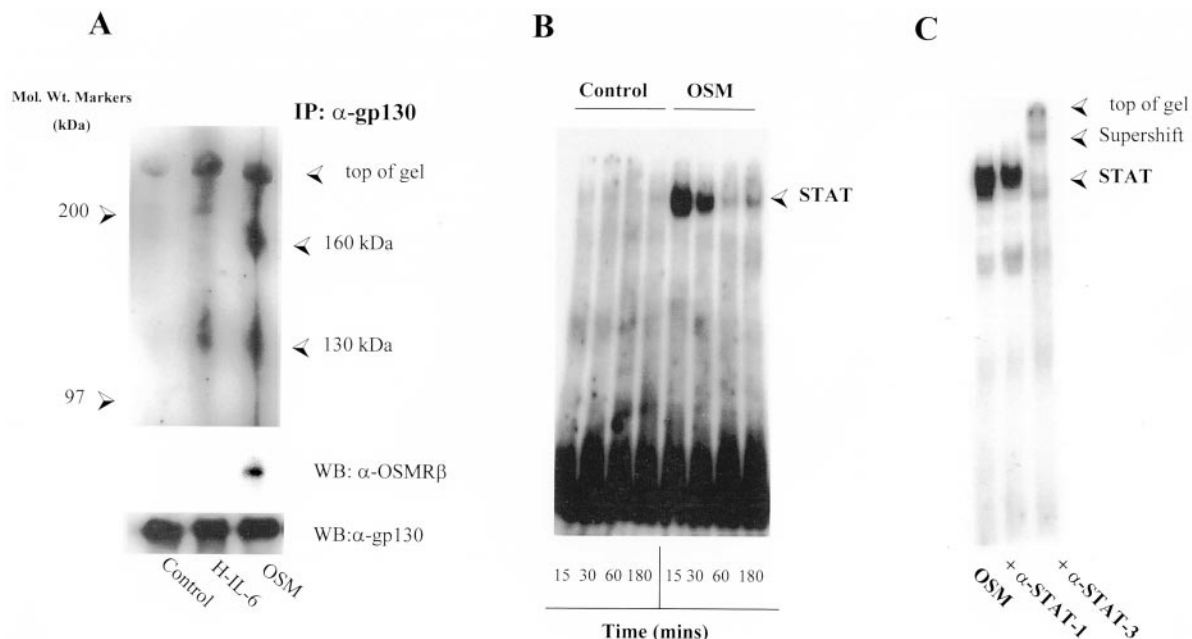 A
Mol. Wt. Markers
(kDa)
IP: α-gp130
top of gel
200
160 kDa
130 kDa
97
WB: α-OSMRβ
WB:α-gp130
Control
H-IL-6
OSM
B
Control OSM
STAT
15 30 60 180 15 30 60 180
Time (mins)
C
top of gel
Supershift
STAT
OSM
+ α-STAT-1
+ α-STAT-3